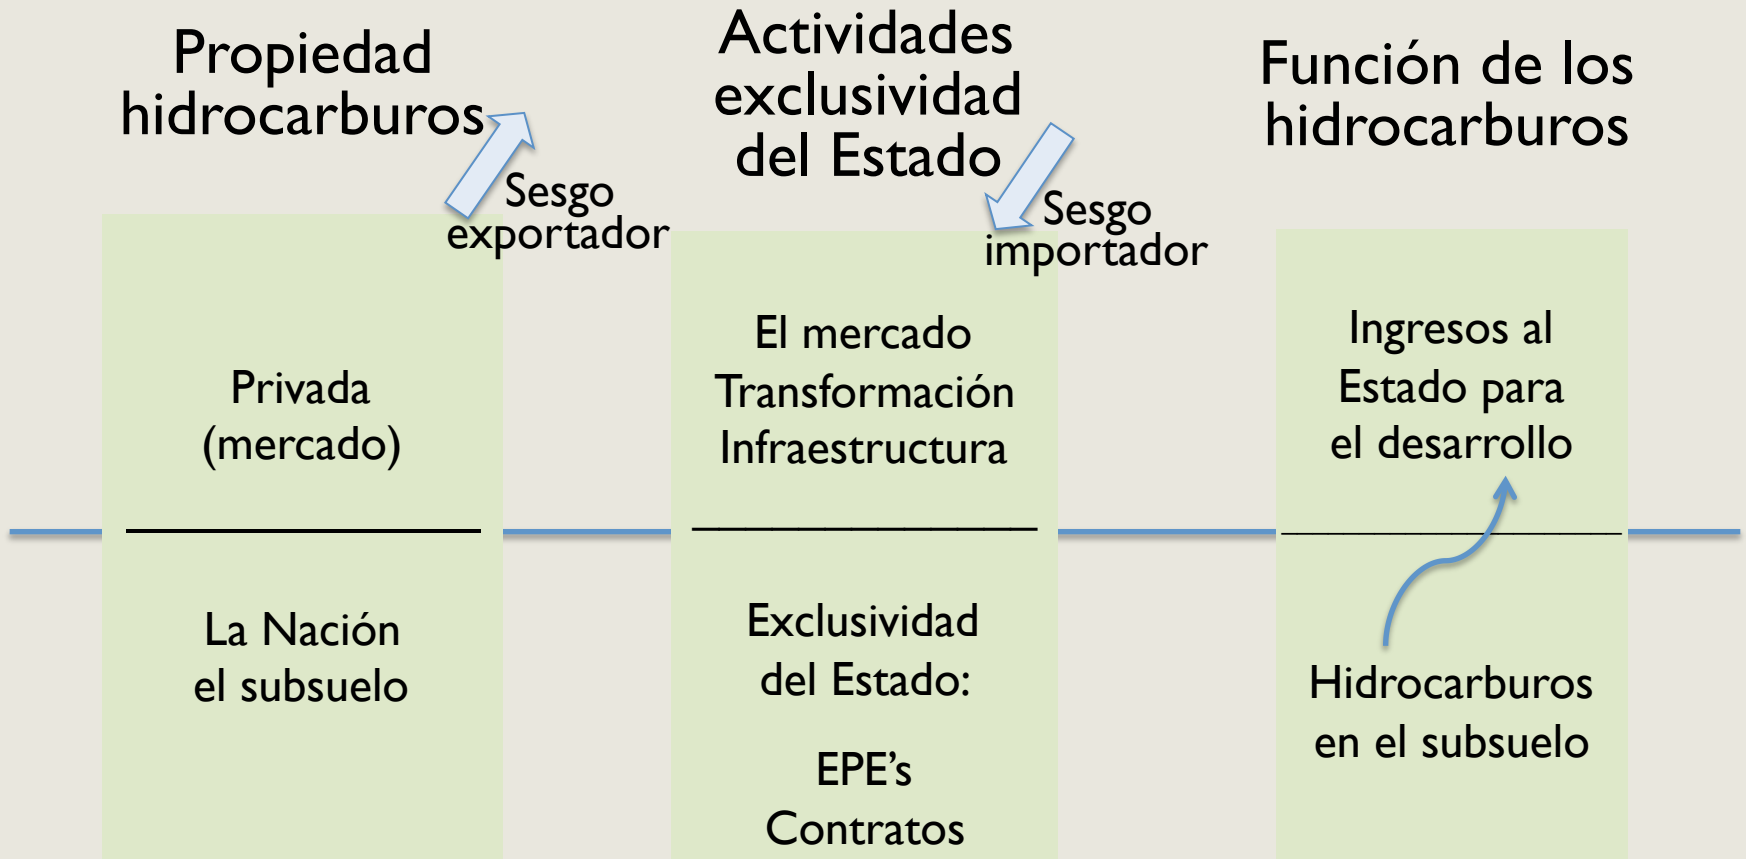 Propiedad
hidrocarburos
Sesgo
exportador
Privada
(mercado)
La Nación
el subsuelo
Actividades
exclusividad
del Estado
Sesgo
importador
El mercado
Transformación
Infraestructura
Exclusividad
del Estado:
EPE’s
Contratos
Función de los
hidrocarburos
Ingresos al
Estado para
el desarrollo
Hidrocarburos
en el subsuelo